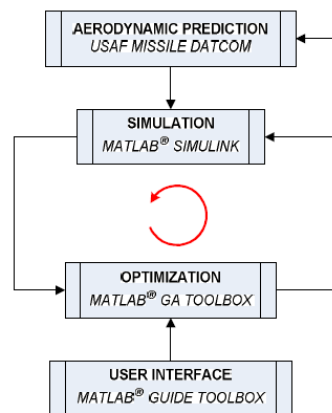 AERODYNAMIC PREDICTION
USAF MISSILE DATCOM
SIMULATION
MATLAB® SIMULINK
OPTIMIZATION
MATLAB® GA TOOLBOX
USER INTERFACE
MATLAB® GUIDE TOOLBOX